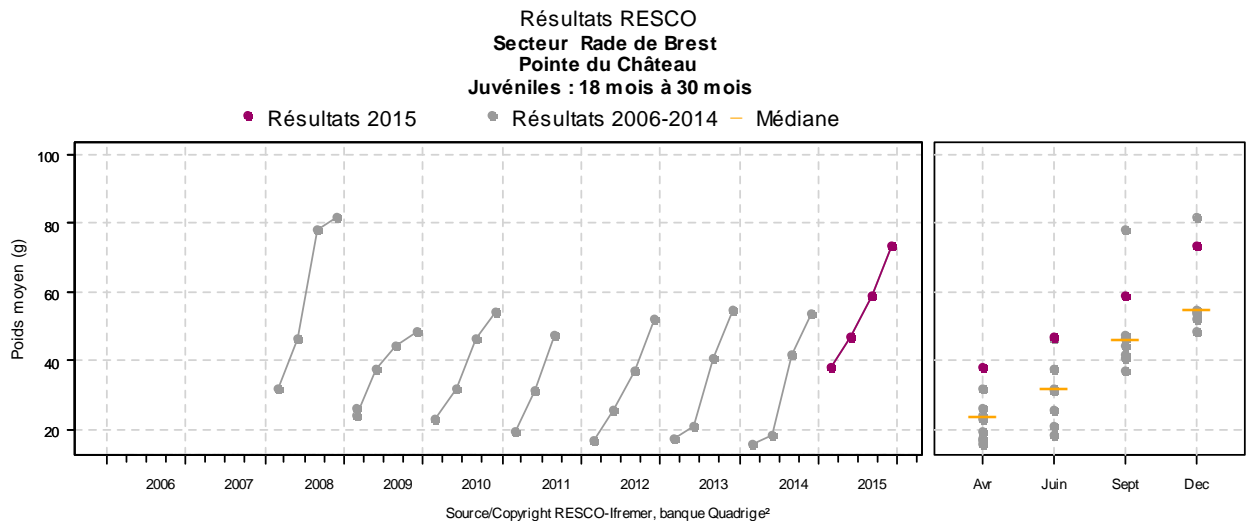 Résultats RESCO
Secteur Rade de Brest
Pointe du Château
Juvéniles : 18 mois à 30 mois
Résultats 2015 Résultats 2006-2014 Médiane
Poids moyen (g)
100
80
60
40
20
2006 2007 2008 2009 2010 2011 2012 2013 2014 2015
Avr Juin Sept Dec
Source/Copyright RESCO-Ifremer, banque Quadrige²